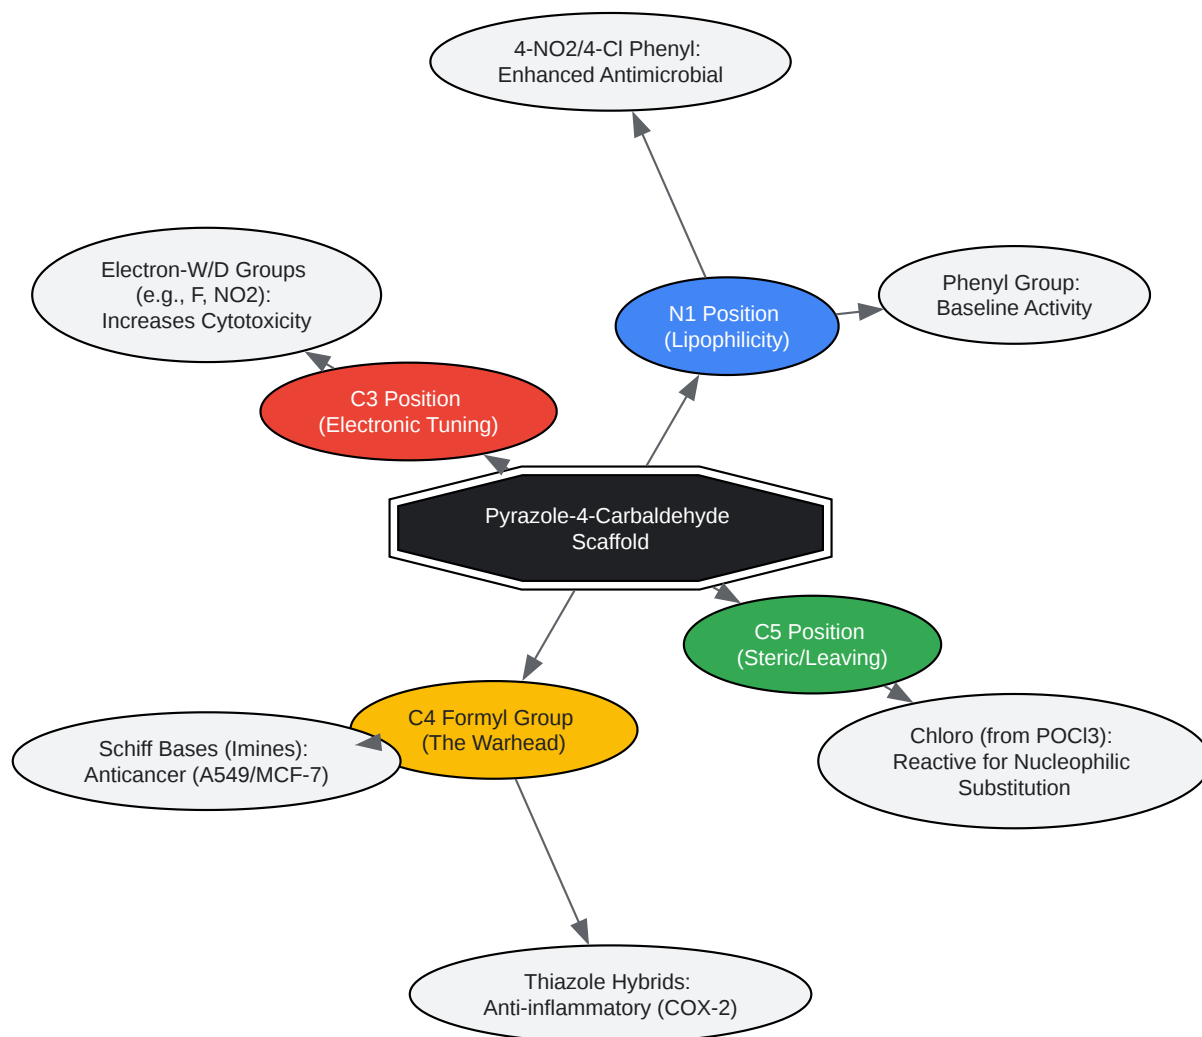 4-NO2/4-Cl Phenyl:
Enhanced Antimicrobial
Electron-W/D Groups
(e.g., F, NO2):
Increases Cytotoxicity
Phenyl Group:
Baseline Activity
N1 Position
(Lipophilicity)
C3 Position
(Electronic Tuning)
Pyrazole-4-Carbaldehyde
Scaffold
C5 Position
(Steric/Leaving)
C4 Formyl Group
(The Warhead)
Schiff Bases (Imines):
Anticancer (A549/MCF-7)
Chloro (from POCl3):
Reactive for Nucleophilic
Substitution
Thiazole Hybrids:
Anti-inflammatory (COX-2)